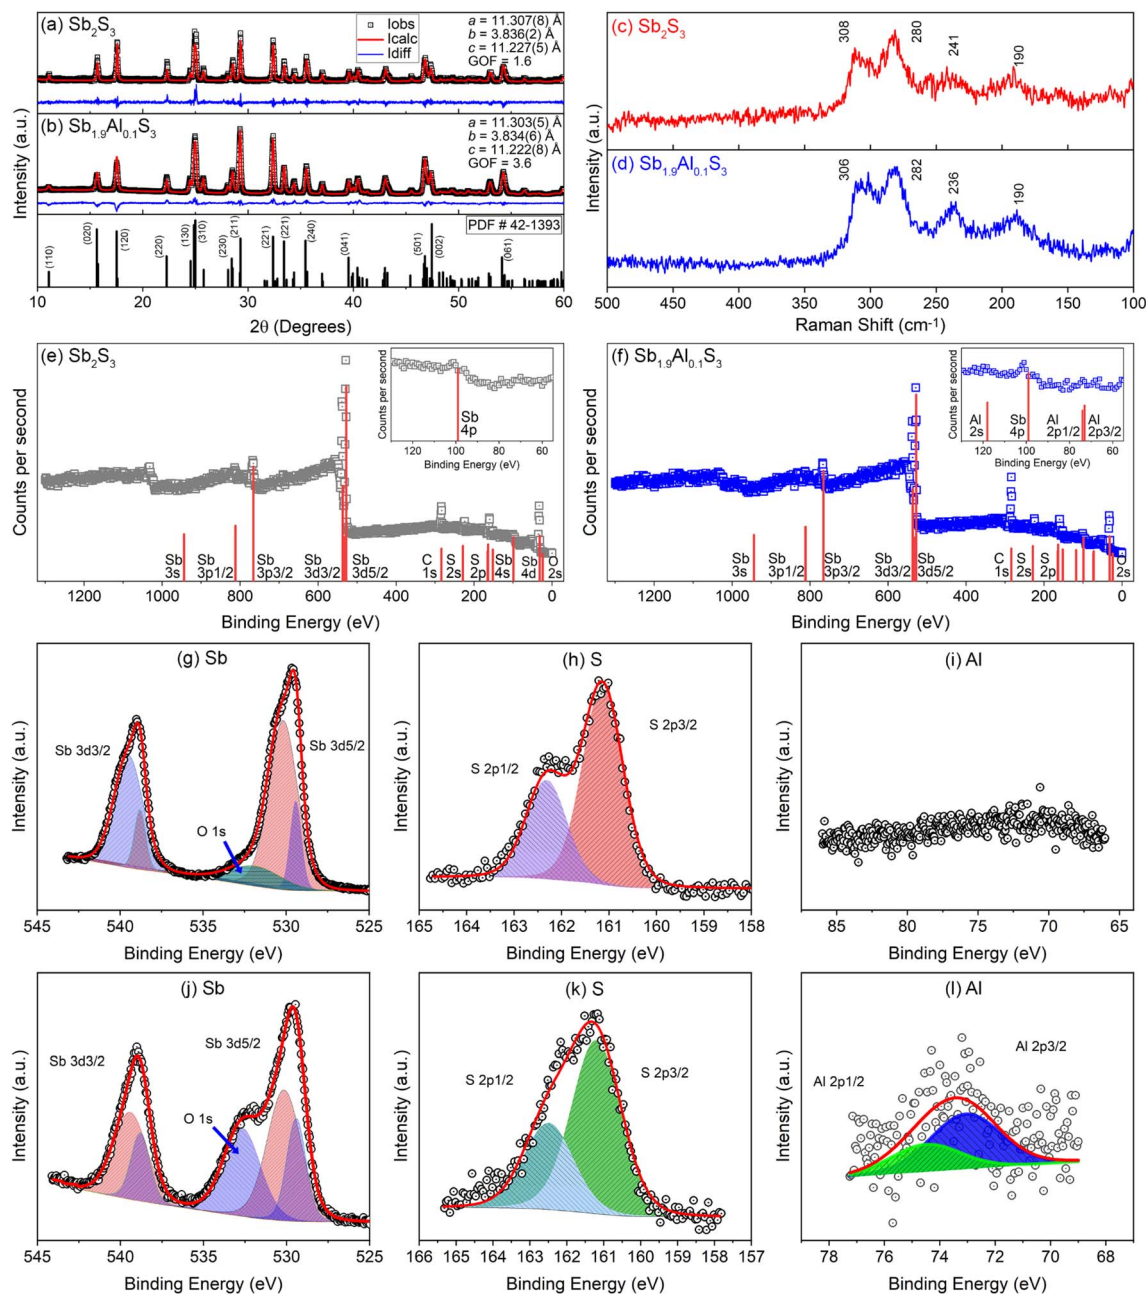 (a) Sb2S3
Iobs
Icalc
Idiff
a = 11.307(8) Å
b = 3.836(2) Å
c = 11.227(5) Å
GOF = 1.6
(b) Sb1.9Al0.1S3
a = 11.303(5) Å
b = 3.834(6) Å
c = 11.222(8) Å
GOF = 3.6
PDF # 42-1393
(110)
(020)
(120)
(220)
(130)
(310)
(230)
(211)
(221)
(221)
(240)
(041)
(501)
(002)
(061)
Intensity (a.u.)
10 20 30 40 50 60
2θ (Degrees)
(c) Sb2S3
308
280
241
190
(d) Sb1.9Al0.1S3
306
282
236
190
Intensity (a.u.)
500 450 400 350 300 250 200 150 100
Raman Shift (cm-1)
(e) Sb2S3
Counts per second
Counts per second
Sb
4p
120 100 80 60
Binding Energy (eV)
Sb Sb Sb Sb Sb C S S Sb Sb O
3s 3p1/2 3p3/2 3d3/2 3d5/2 1s 2s 2p 4s 4d 2s
1200 1000 800 600 400 200 0
Binding Energy (eV)
(f) Sb1.9Al0.1S3
Counts per second
Counts per second
Al Sb Al Al
2s 4p 2p1/2 2p3/2
120 100 80 60
Binding Energy (eV)
Sb Sb Sb Sb Sb C S S O
3s 3p1/2 3p3/2 3d3/2 3d5/2 1s 2s 2p 2s
1200 1000 800 600 400 200 0
Binding Energy (eV)
(g) Sb
Sb 3d3/2
Sb 3d5/2
O 1s
Intensity (a.u.)
545 540 535 530 525
Binding Energy (eV)
(h) S
S 2p3/2
S 2p1/2
Intensity (a.u.)
165 164 163 162 161 160 159 158
Binding Energy (eV)
(i) Al
Intensity (a.u.)
85 80 75 70 65
Binding Energy (eV)
(j) Sb
Sb 3d5/2
Sb 3d3/2
O 1s
Intensity (a.u.)
545 540 535 530 525
Binding Energy (eV)
(k) S
S 2p1/2
S 2p3/2
Intensity (a.u.)
166 165 164 163 162 161 160 159 158 157
Binding Energy (eV)
(l) Al
Al 2p3/2
Al 2p1/2
Intensity (a.u.)
78 76 74 72 70 68
Binding Energy (eV)